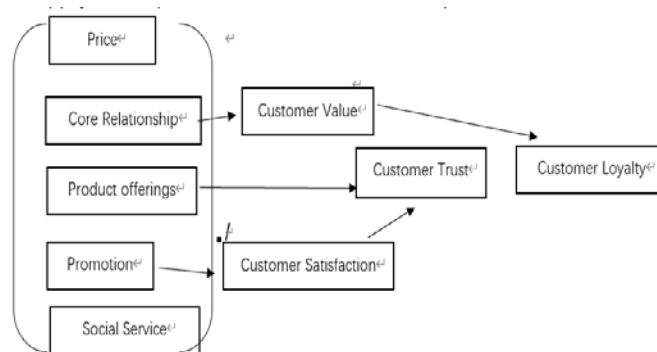 Price
Core Relationship
Customer Value
Customer Trust
Customer Loyalty
Product offerings
Promotion
Customer Satisfaction
Social Service